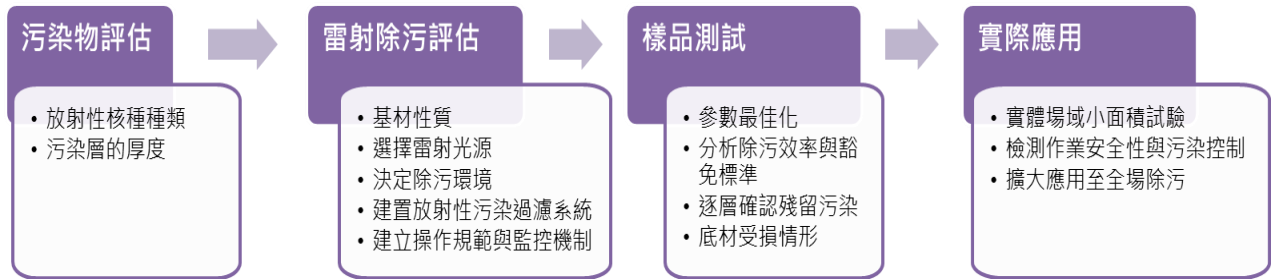 污染物評估
• 放射性核種種類
• 污染層的厚度
雷射除污評估
• 基材性質
• 選擇雷射光源
• 決定除污環境
• 建置放射性污染過濾系統
• 建立操作規範與監控機制
樣品測試
• 參數最佳化
• 分析除污效率與豁
免標準
• 逐層確認殘留污染
• 底材受損情形
實際應用
• 實體場域小面積試驗
• 檢測作業安全性與污染控制
• 擴大應用至全場除污